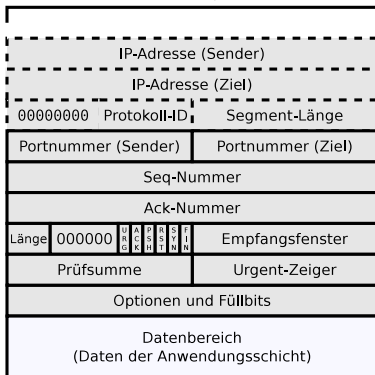 IP-Adresse (Sender)
IP-Adresse (Ziel)
00000000 Protokoll-ID Segment-Länge
Portnummer (Sender) Portnummer (Ziel)
Seq-Nummer
Ack-Nummer
Länge 000000 URG ACK PSH RST SYN FIN Empfangsfenster
Prüfsumme Urgent-Zeiger
Optionen und Füllbits
Datenbereich
(Daten der Anwendungsschicht)